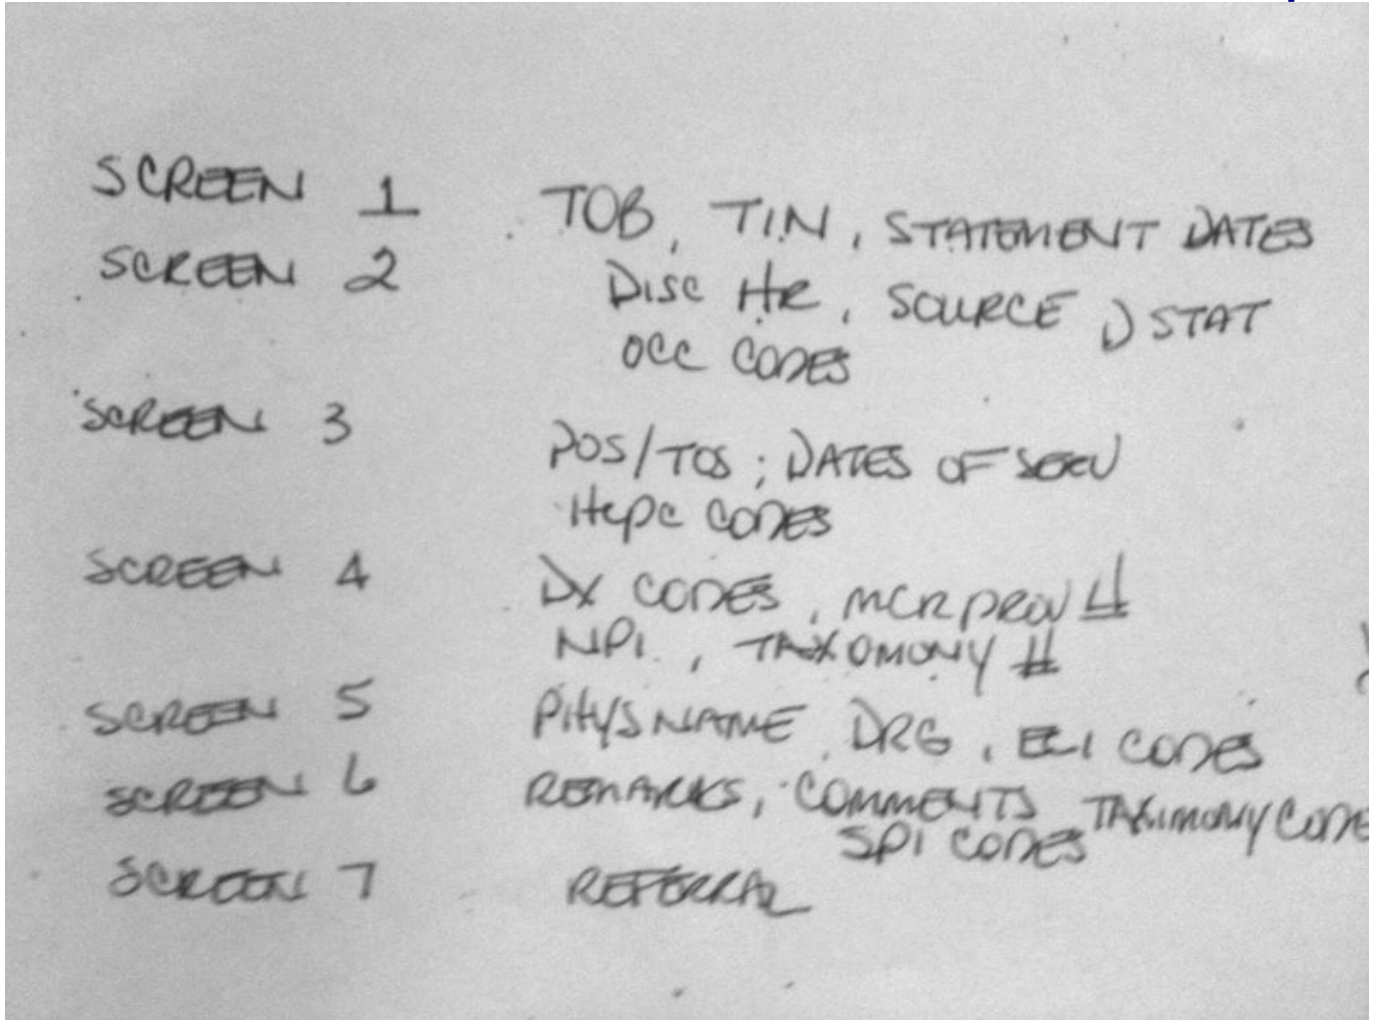 SCREEN 1 TOB, TIN, STATEMENT DATES
SCREEN 2 Disc HR, SOURCE, D STAT
OCC CODES
SCREEN 3 POS/TOS; DATES OF SERV
Hcpc CODES
SCREEN 4 DX CODES, MCR PROV #
NPI, TAXOMONY #
SCREEN 5 PHYS NAME, DRG, ECI CODES
SCREEN 6 REMARKS, COMMENTS TAXIMONY CODE
SPI CODES
SCREEN 7 REFERRAL